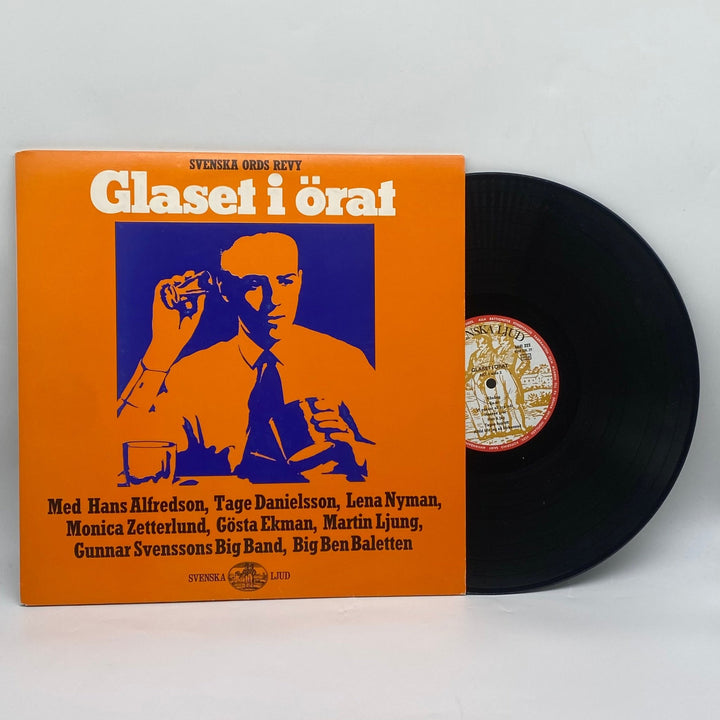 SVENSKA ORDS REVY
Glaset i örat
Med Hans Alfredson, Tage Danielsson, Lena Nyman,
Monica Zetterlund, Gösta Ekman, Martin Ljung,
Gunnar Svenssons Big Band, Big Ben Baletten
SVENSKA LJUD
SVENSKA LJUD
GLASET I ÖRAT